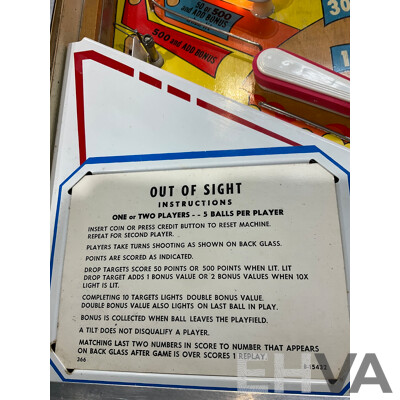 50 or 500
and ADD BONUS
30
500 and ADD BONUS
OUT OF SIGHT
INSTRUCTIONS
ONE or TWO PLAYERS - - 5 BALLS PER PLAYER
INSERT COIN OR PRESS CREDIT BUTTON TO RESET MACHINE.
REPEAT FOR SECOND PLAYER.
PLAYERS TAKE TURNS SHOOTING AS SHOWN ON BACK GLASS.
POINTS ARE SCORED AS INDICATED.
DROP TARGETS SCORE 50 POINTS OR 500 POINTS WHEN LIT. LIT
DROP TARGET ADDS 1 BONUS VALUE OR 2 BONUS VALUES WHEN 10X
LIGHT IS LIT.
COMPLETING 10 TARGETS LIGHTS DOUBLE BONUS VALUE.
DOUBLE BONUS VALUE ALSO LIGHTS ON LAST BALL IN PLAY.
BONUS IS COLLECTED WHEN BALL LEAVES THE PLAYFIELD.
A TILT DOES NOT DISQUALIFY A PLAYER.
MATCHING LAST TWO NUMBERS IN SCORE TO NUMBER THAT APPEARS
ON BACK GLASS AFTER GAME IS OVER SCORES 1 REPLAY
366
EHVA